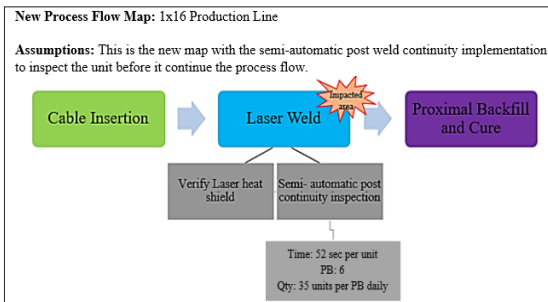 New Process Flow Map: 1x16 Production Line
Assumptions: This is the new map with the semi-automatic post weld continuity implementation
to inspect the unit before it continue the process flow.
Cable Insertion
Laser Weld
Impacted
area
Proximal Backfill
and Cure
Verify Laser heat
shield
Semi- automatic post
continuity inspection
Time: 52 sec per unit
PB: 6
Qty: 35 units per PB daily